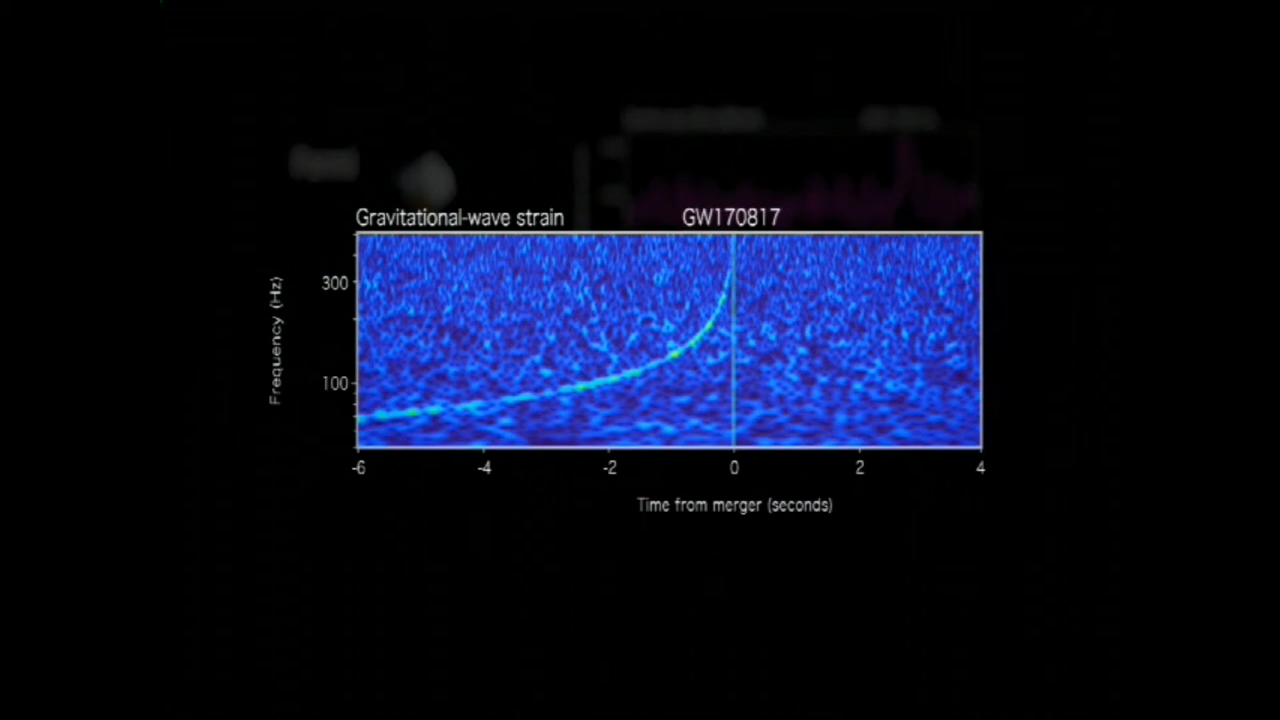 Gravitational-wave strain GW170817
Frequency (Hz)
300
100
-6 -4 -2 0 2 4
Time from merger (seconds)